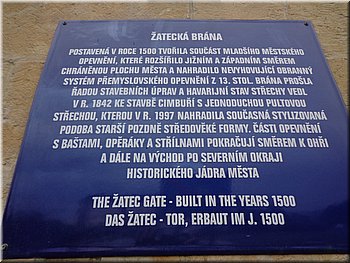 ŽATECKÁ BRÁNA
POSTAVENÁ V ROCE 1500 TVOŘILA SOUČÁST MLADŠÍHO MĚSTSKÉHO
OPEVNĚNÍ, KTERÉ ROZŠÍŘILO JIŽNÍM A ZÁPADNÍM SMĚREM
CHRÁNĚNOU PLOCHU MĚSTA A NAHRADILO NEVYHOVUJÍCÍ OBRANNÝ
SYSTÉM PŘEMYSLOVSKÉHO OPEVNĚNÍ Z 13. STOL. BRÁNA PROŠLA
ŘADOU STAVEBNÍCH ÚPRAV A HAVARIJNÍ STAV STŘECHY VEDL
V R. 1842 KE STAVBĚ CIMBUŘÍ S JEDNODUCHOU PULTOVOU
STŘECHOU, KTEROU V R. 1997 NAHRADILA SOUČASNÁ STYLIZOVANÁ
PODOBA STARŠÍ POZDNĚ STŘEDOVĚKÉ FORMY. ČÁSTI OPEVNĚNÍ
S BAŠTAMI, OPĚRÁKY A STŘÍLNAMI POKRAČUJÍ SMĚREM K OHŘI
A DÁLE NA VÝCHOD PO SEVERNÍM OKRAJI
HISTORICKÉHO JÁDRA MĚSTA
THE ŽATEC GATE - BUILT IN THE YEARS 1500
DAS ŽATEC - TOR, ERBAUT IM J. 1500